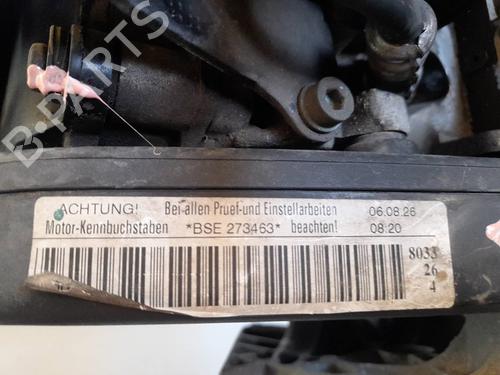 B-PARTS
ACHTUNG! Bei allen Pruef-und Einstellarbeiten 06.08.26
Motor-Kennbuchstaben *BSE 273463* beachten! 08:20
8033
26
4